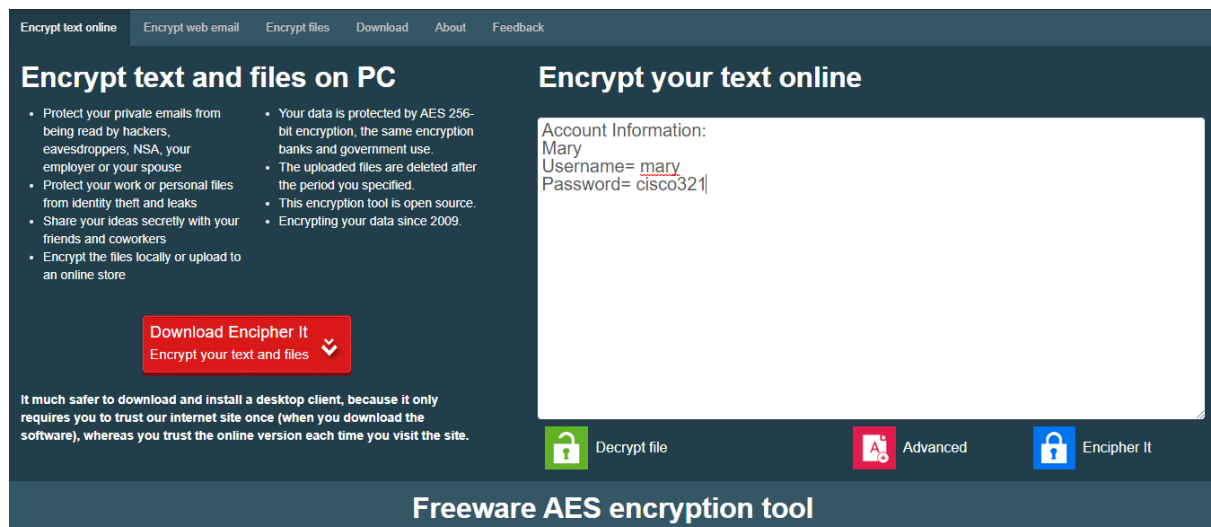 Encrypt text online Encrypt web email Encrypt files Download About Feedback
Encrypt text and files on PC
• Protect your private emails from
being read by hackers,
eavesdroppers, NSA, your
employer or your spouse
• Protect your work or personal files
from identity theft and leaks
• Share your ideas secretly with your
friends and coworkers
• Encrypt the files locally or upload to
an online store
• Your data is protected by AES 256-
bit encryption, the same encryption
banks and government use.
• The uploaded files are deleted after
the period you specified.
• This encryption tool is open source.
• Encrypting your data since 2009.
Download Encipher It
Encrypt your text and files
It much safer to download and install a desktop client, because it only
requires you to trust our internet site once (when you download the
software), whereas you trust the online version each time you visit the site.
Encrypt your text online
Account Information:
Mary
Username= mary
Password= cisco321
Decrypt file Advanced Encipher It
Freeware AES encryption tool